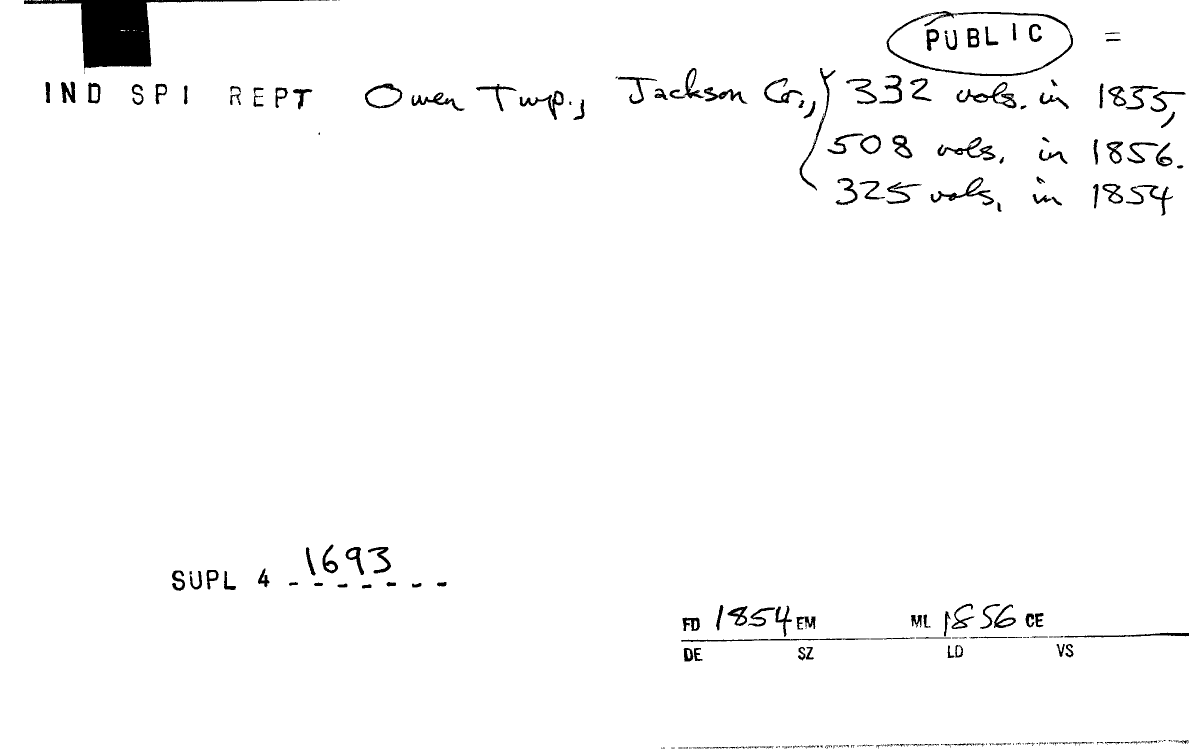 PUBLIC =
IND SPI REPT Owen Twp., Jackson Co., 332 vols. in 1855,
508 vols. in 1856.
325 vols. in 1854
SUPL 4 1693
FD 1854 EM ML 1856 CE
DE SZ LD VS